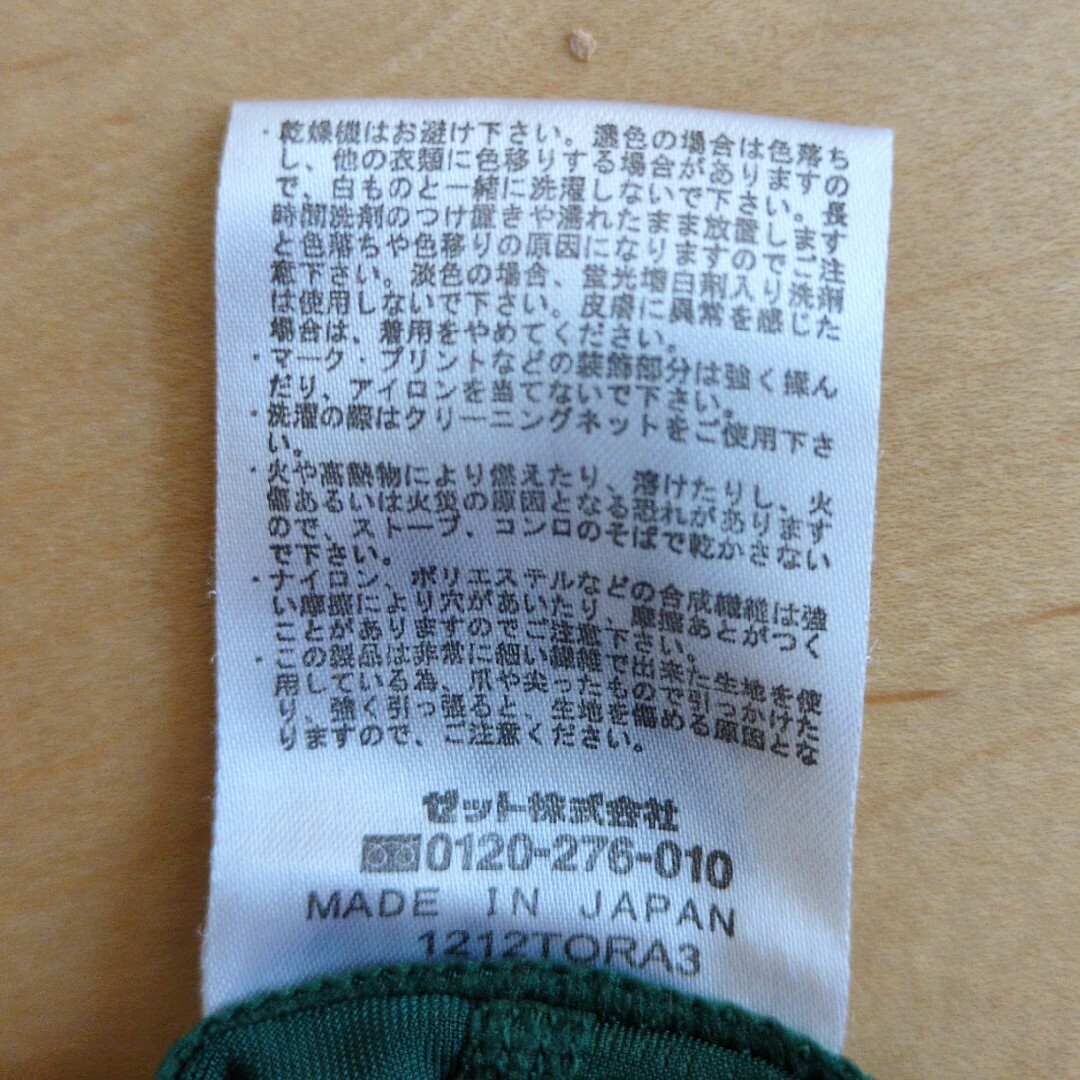 ・乾燥機はお避け下さい。濃色の場合は色落ち
し、他の衣類に色移りする場合があります の
で、白ものと一緒に洗濯しないで下さい。長
時間洗剤のつけ置きや濡れたまま放置しまず
と色落ちや色移りの原因になりますのでご注
意下さい。淡色の場合、蛍光増白剤入り洗剤
は使用しないで下さい。皮膚に異常を感じた
場合は、着用をやめてください。
・マーク・プリントなどの装飾部分は強く揉ん
だり、アイロンを当てないで下さい。
・洗濯の際はクリーニングネットをご使用下さ
い。
・火や高熱物により燃えたり、溶けたりし、火
傷あるいは火災の原因となる恐れがあります
ので、ストーブ、コンロのそばで乾かさない
で下さい。
・ナイロン、ポリエステルなどの合成繊維は強
い摩擦により穴があいたり、摩擦あとがつく
ことがありますのでご注意下さい。
・この製品は非常に細い繊維で出来た生地を使
用している為、爪や尖ったもので引っかけた
り、強く引っ張ると、生地を傷める原因とな
りますので、ご注意ください。
ゼット株式会社
0120-276-010
MADE IN JAPAN
1212TORA3